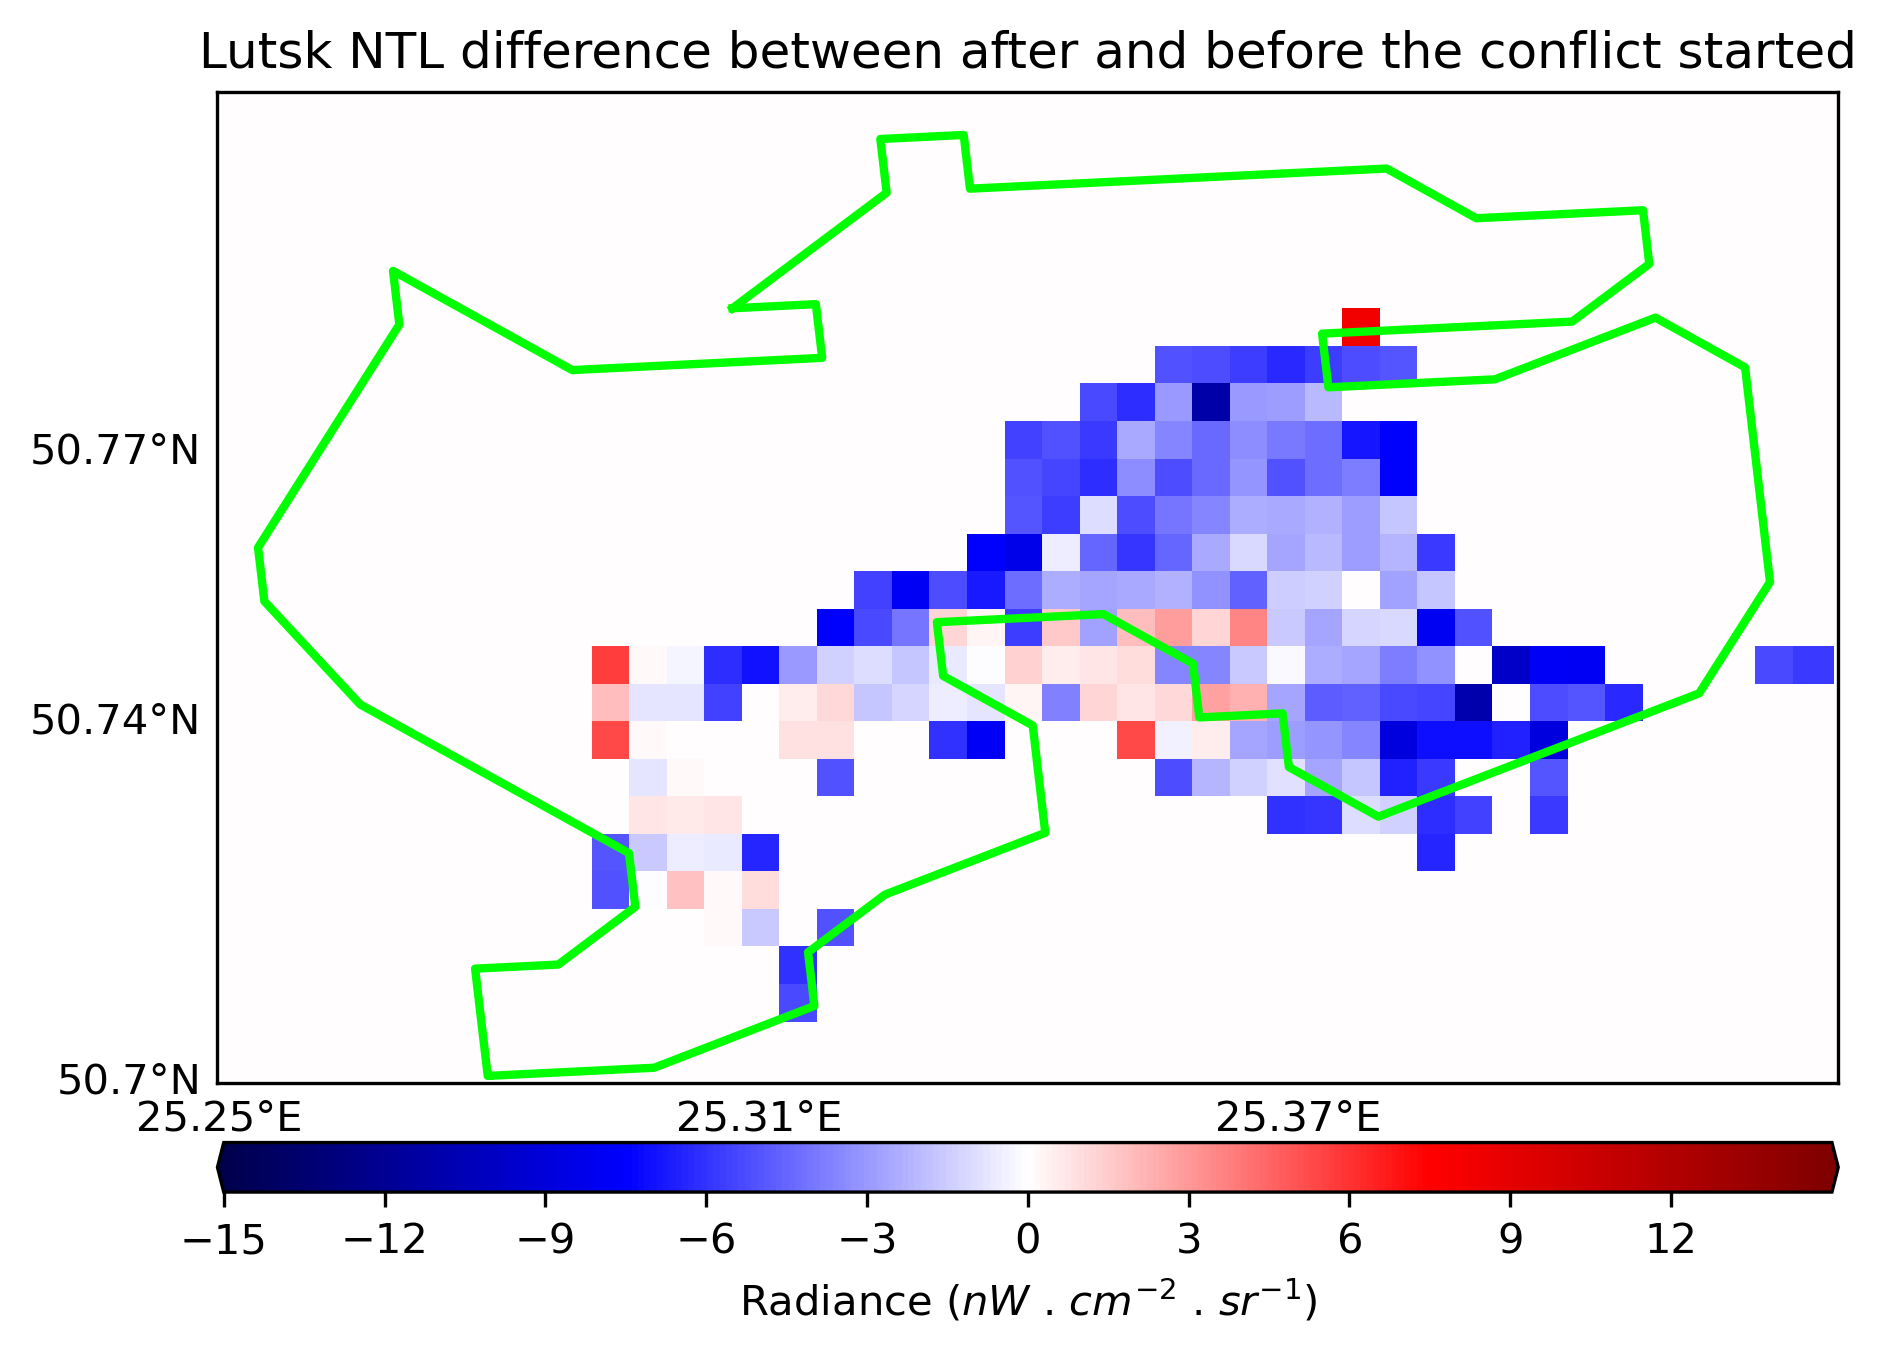 Lutsk NTL difference between after and before the conflict started
50.77°N
50.74°N
50.7°N
25.25°E 25.31°E 25.37°E
−15 −12 −9 −6 −3 0 3 6 9 12
Radiance (nW . cm⁻² . sr⁻¹)